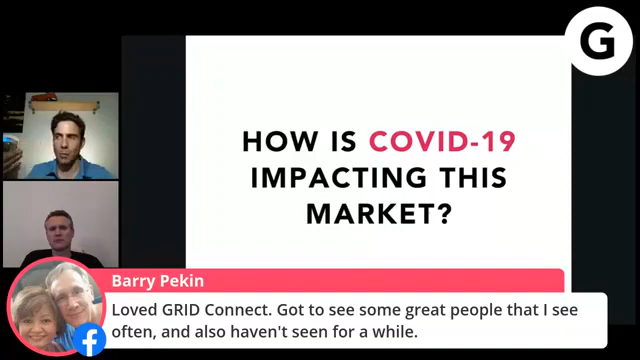 G
HOW IS COVID-19
IMPACTING THIS
MARKET?
Barry Pekin
Loved GRID Connect. Got to see some great people that I see
often, and also haven't seen for a while.